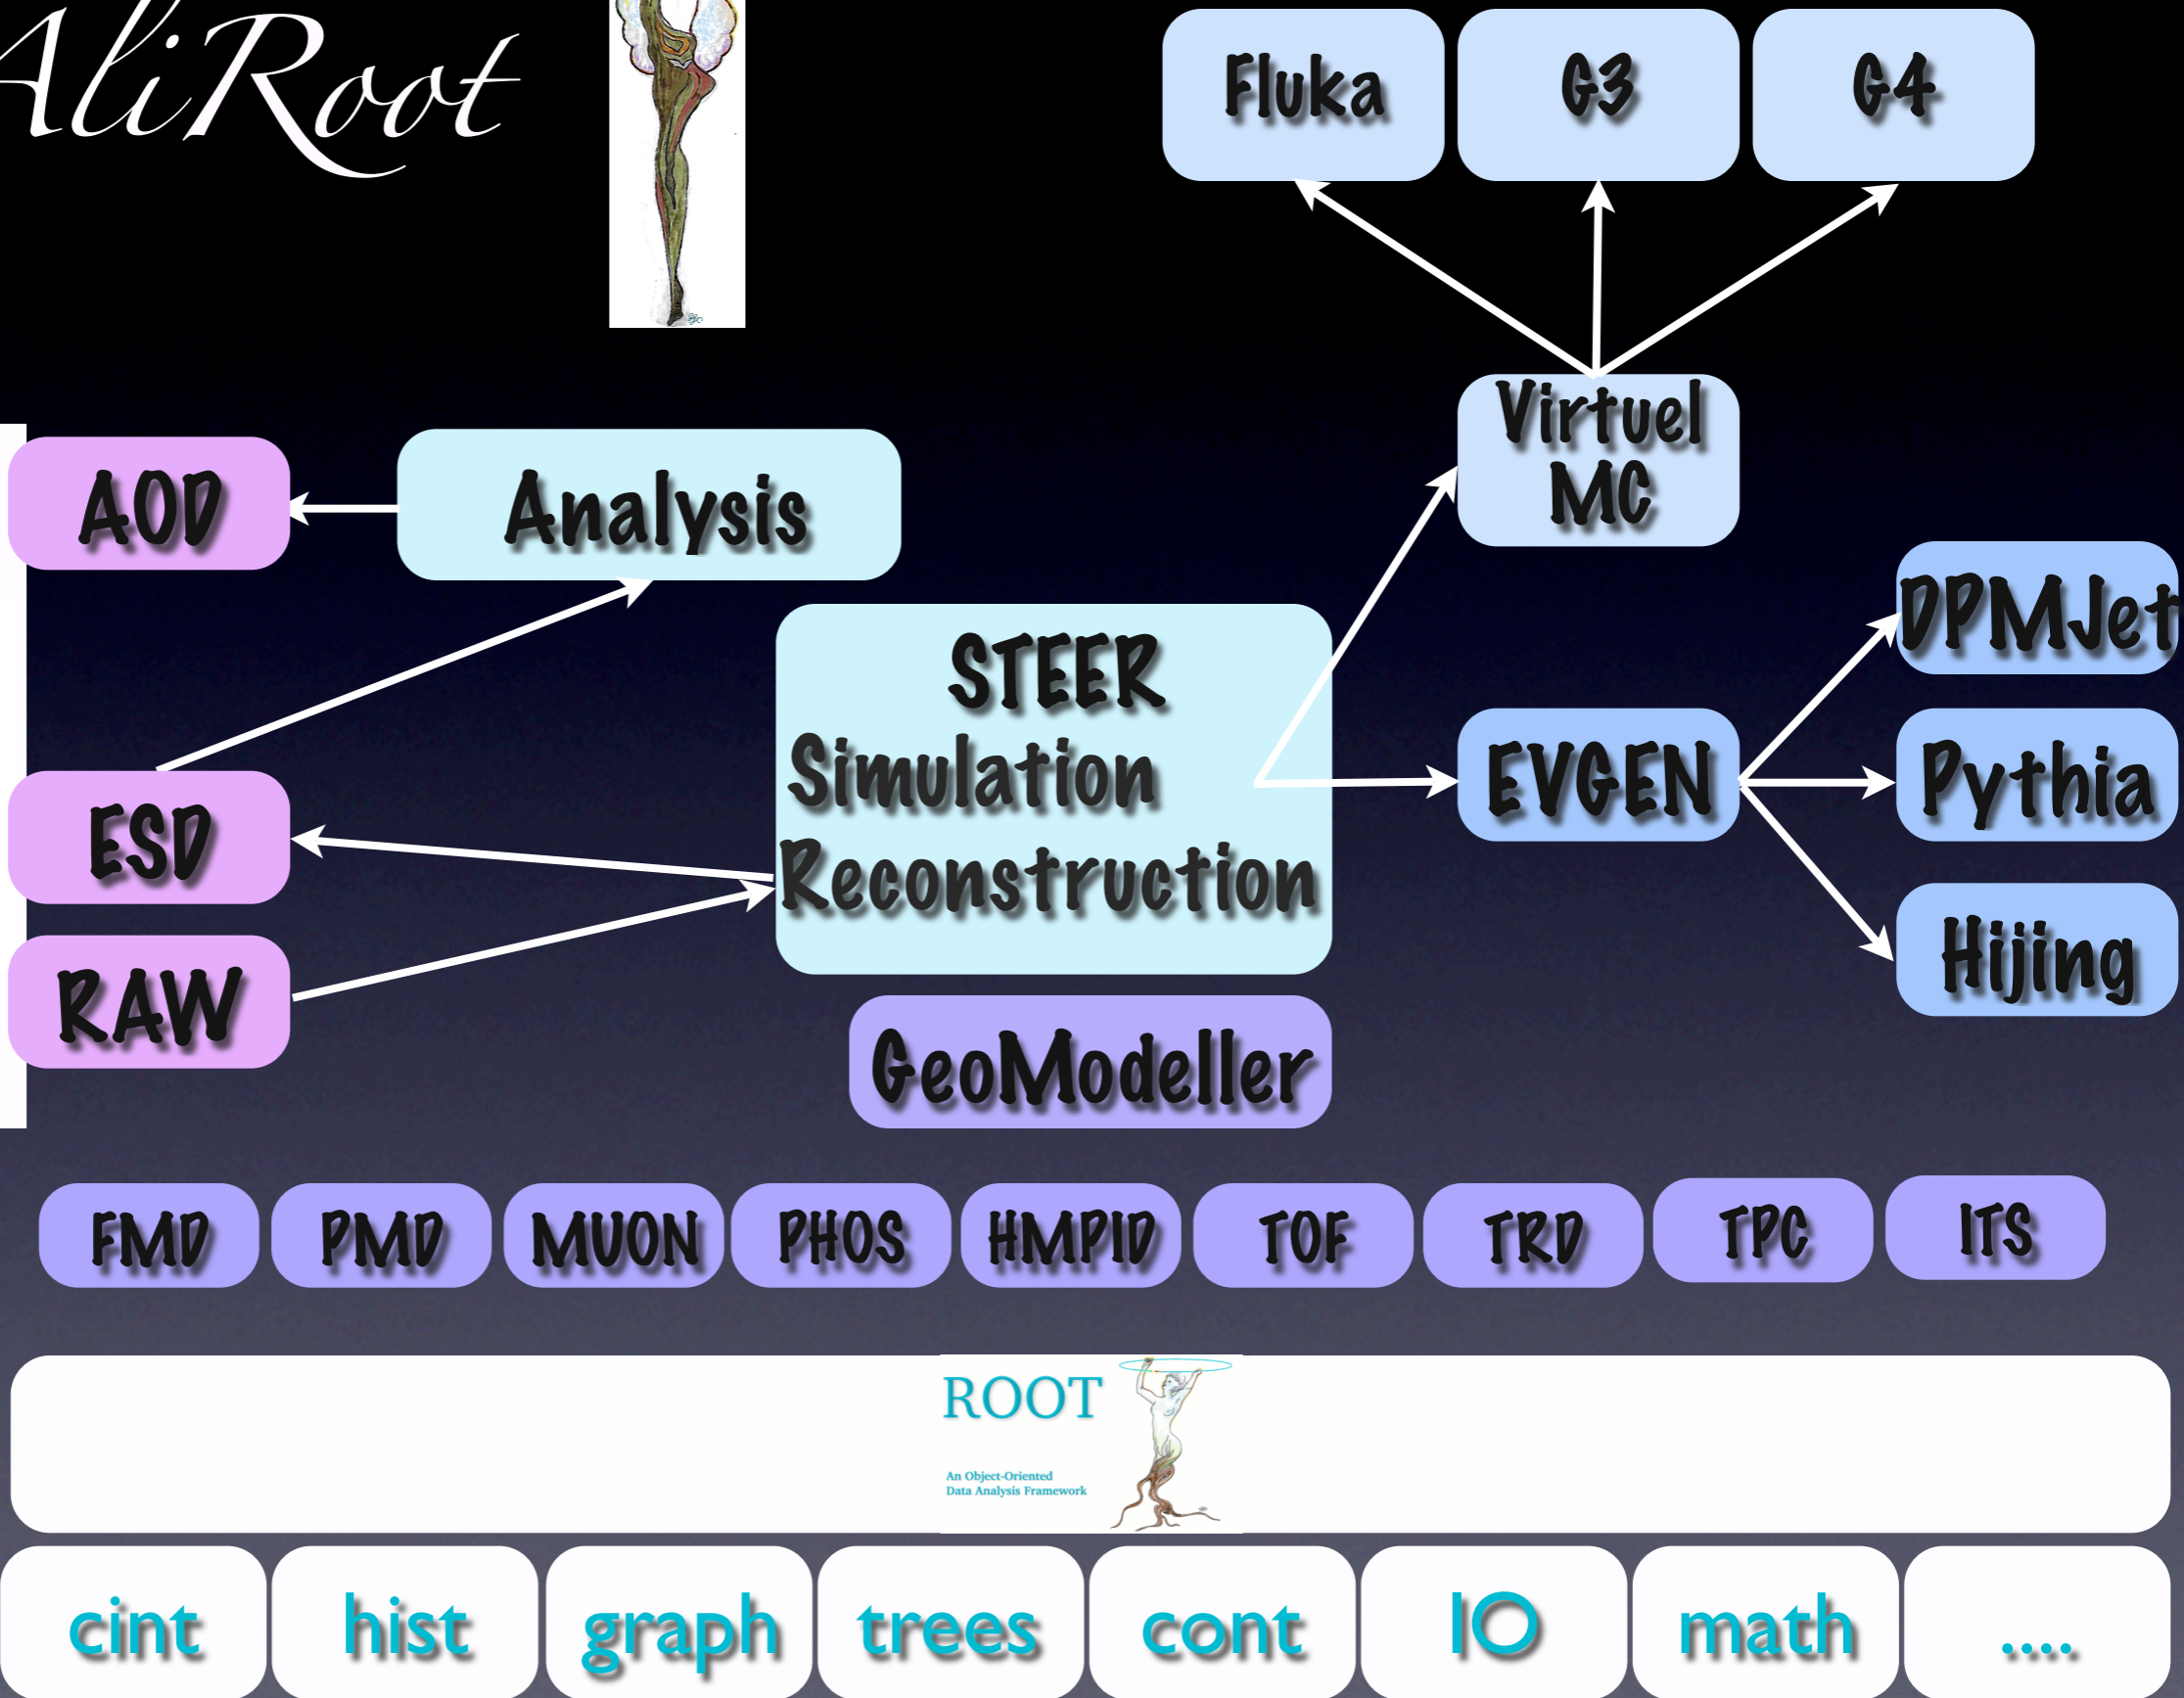 AliRoot
Fluka
G3
G4
Virtuel
MC
AOD
Analysis
DPMJet
STEER
Simulation
Reconstruction
EVGEN
Pythia
ESD
Hijing
RAW
GeoModeller
FMD
PMD
MUON
PHOS
HMPID
TOF
TRD
TPC
ITS
ROOT
An Object-Oriented
Data Analysis Framework
cint
hist
graph
trees
cont
IO
math
....